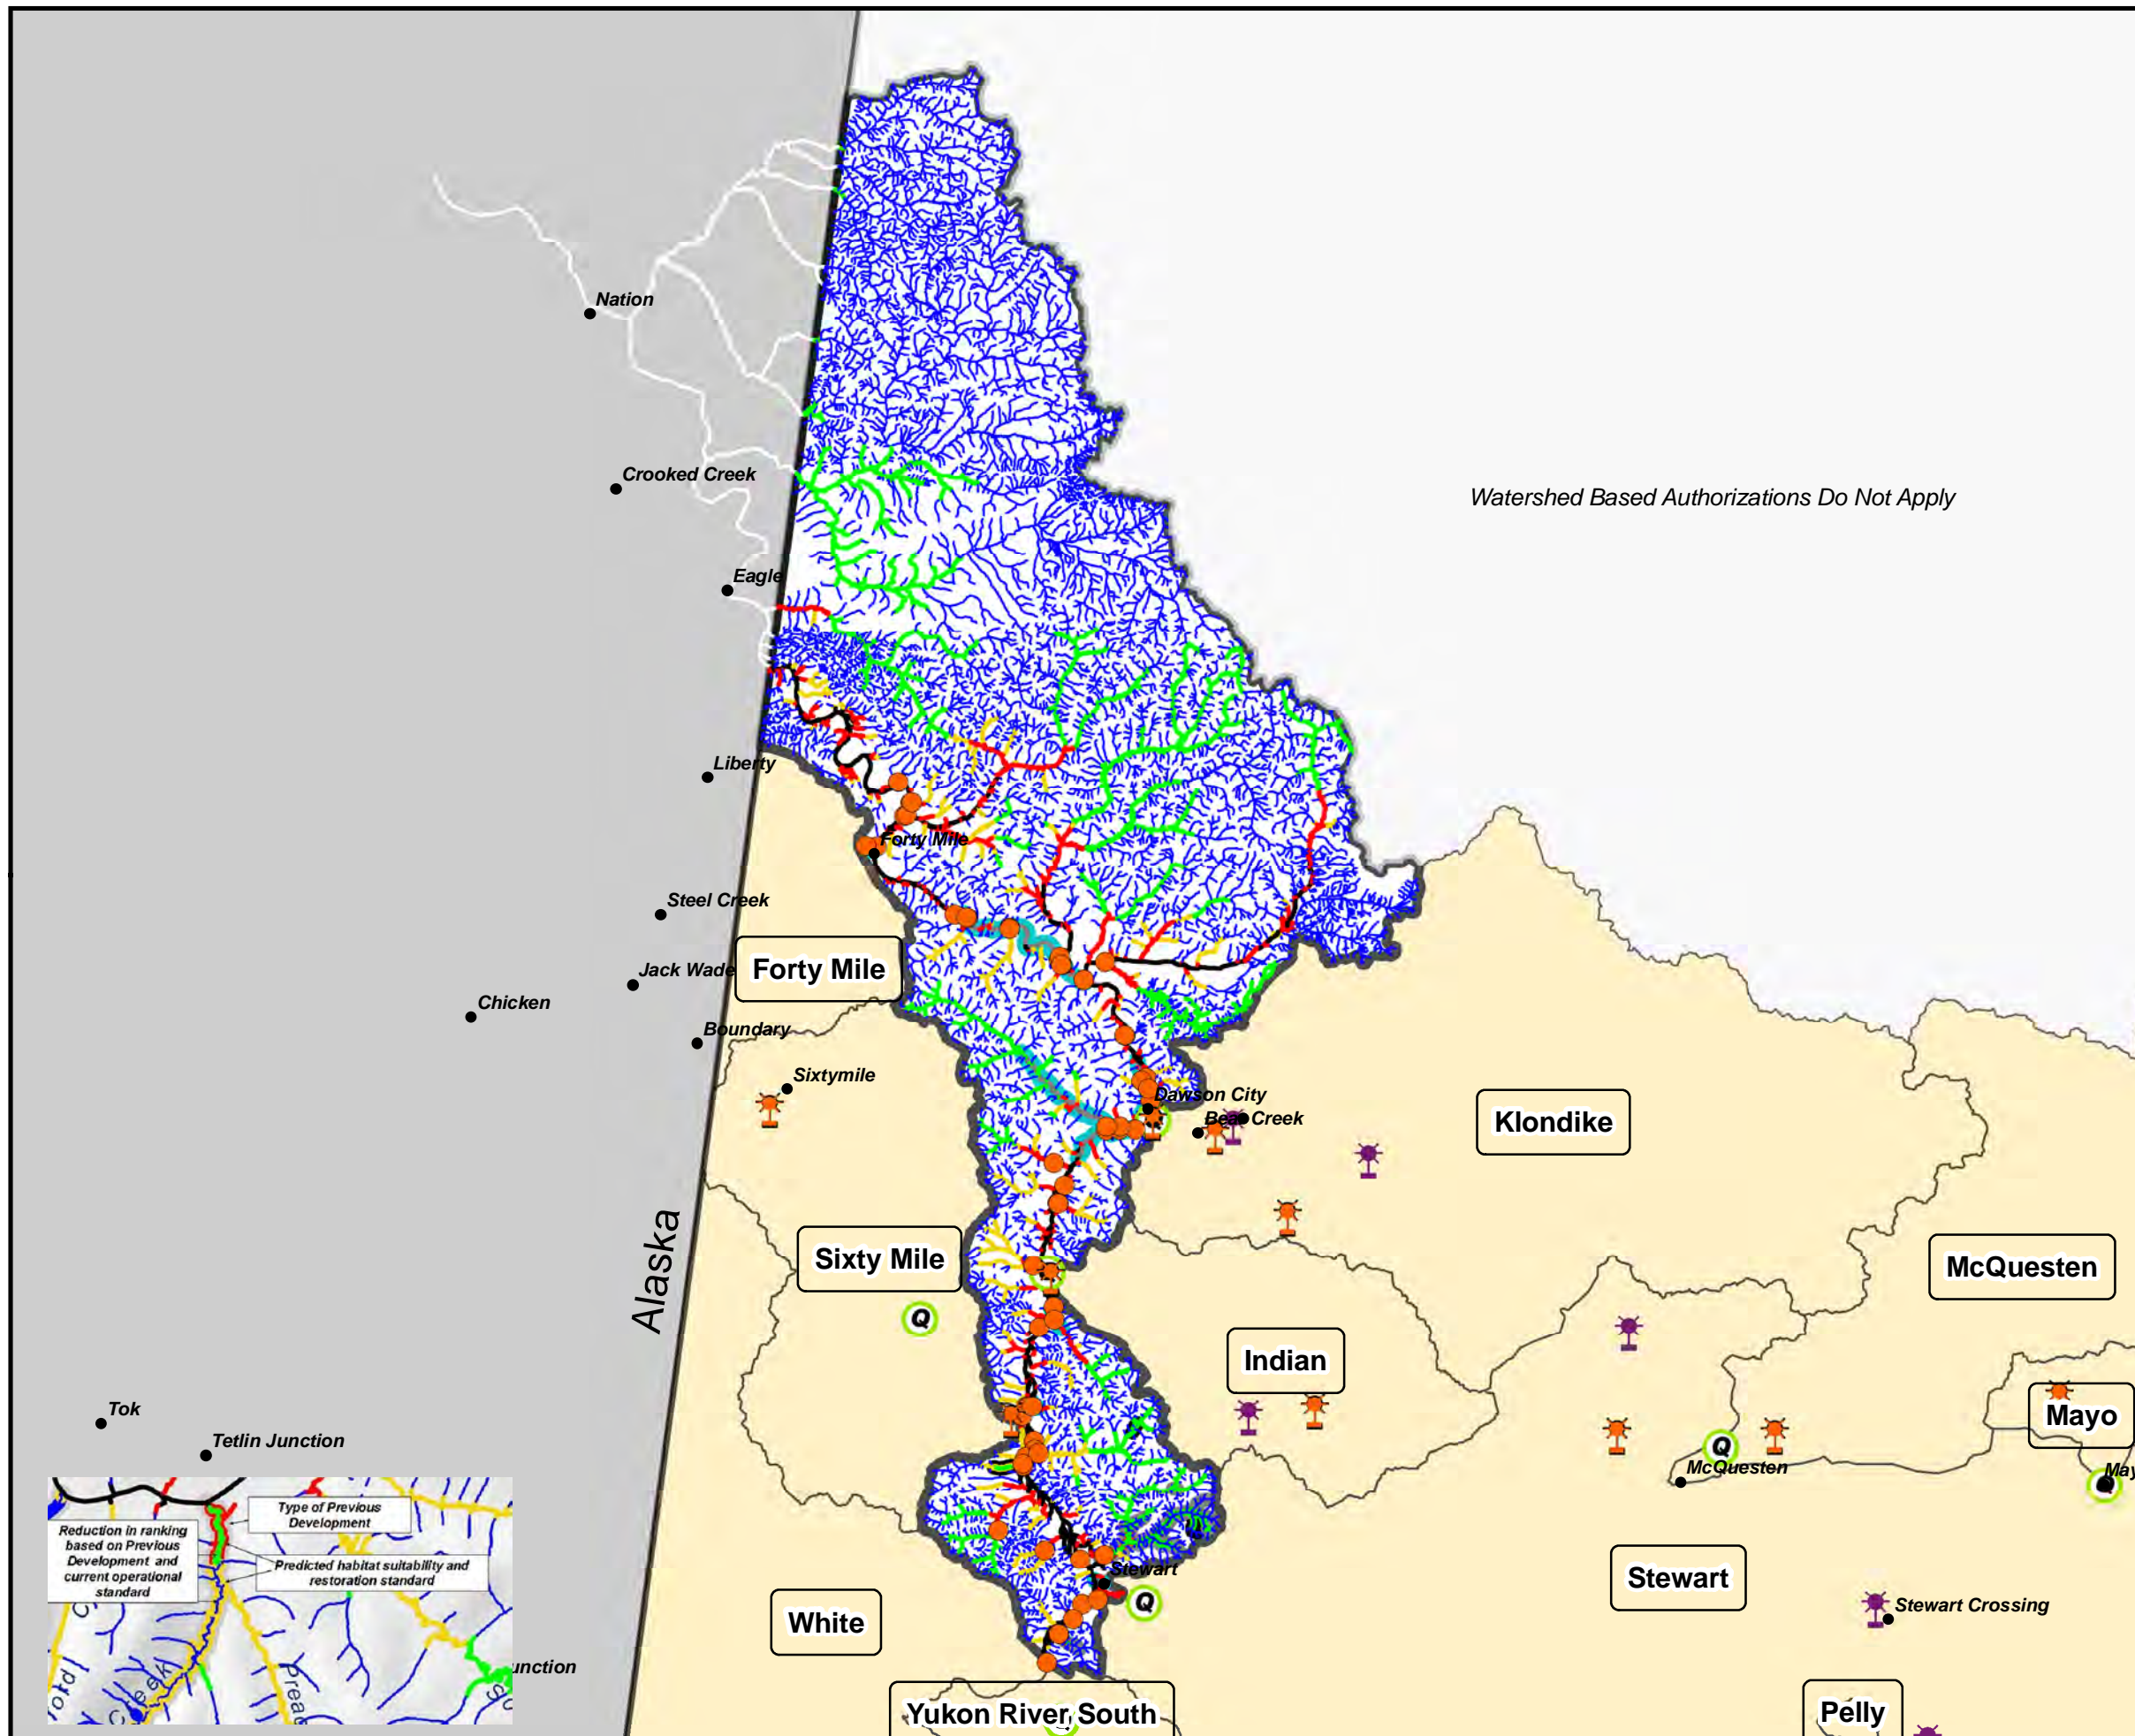 Nation
Crooked Creek
Watershed Based Authorizations Do Not Apply
Eagle
Liberty
Forty Mile
Steel Creek
Forty Mile
Jack Wade
Chicken
Boundary
Sixtymile
Dawson City
Bear Creek
Klondike
Alaska
Sixty Mile
McQuesten
Q
Indian
Tok
Mayo
Tetlin Junction
Q
McQuesten
May
Q
Type of Previous
Development
Reduction in ranking
based on Previous
Development and
current operational
standard
Predicted habitat suitability and
restoration standard
Stewart
Stewart
Q
Stewart Crossing
White
unction
Creek
Yukon River, South
Pelly